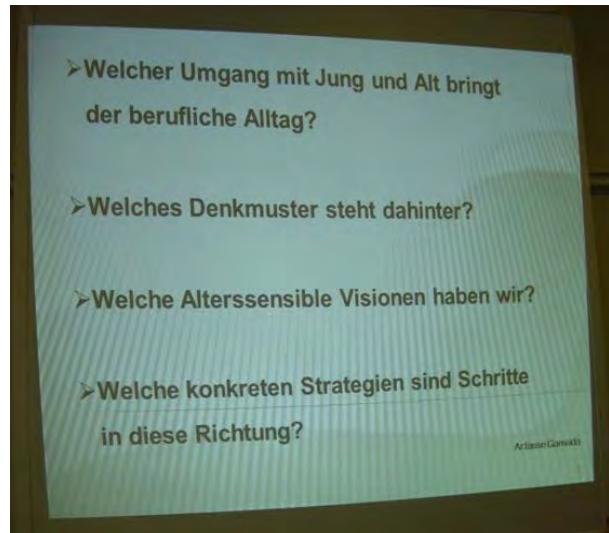 ➢Welcher Umgang mit Jung und Alt bringt
der berufliche Alltag?
➢Welches Denkmuster steht dahinter?
➢Welche Alterssensible Visionen haben wir?
➢Welche konkreten Strategien sind Schritte
in diese Richtung?